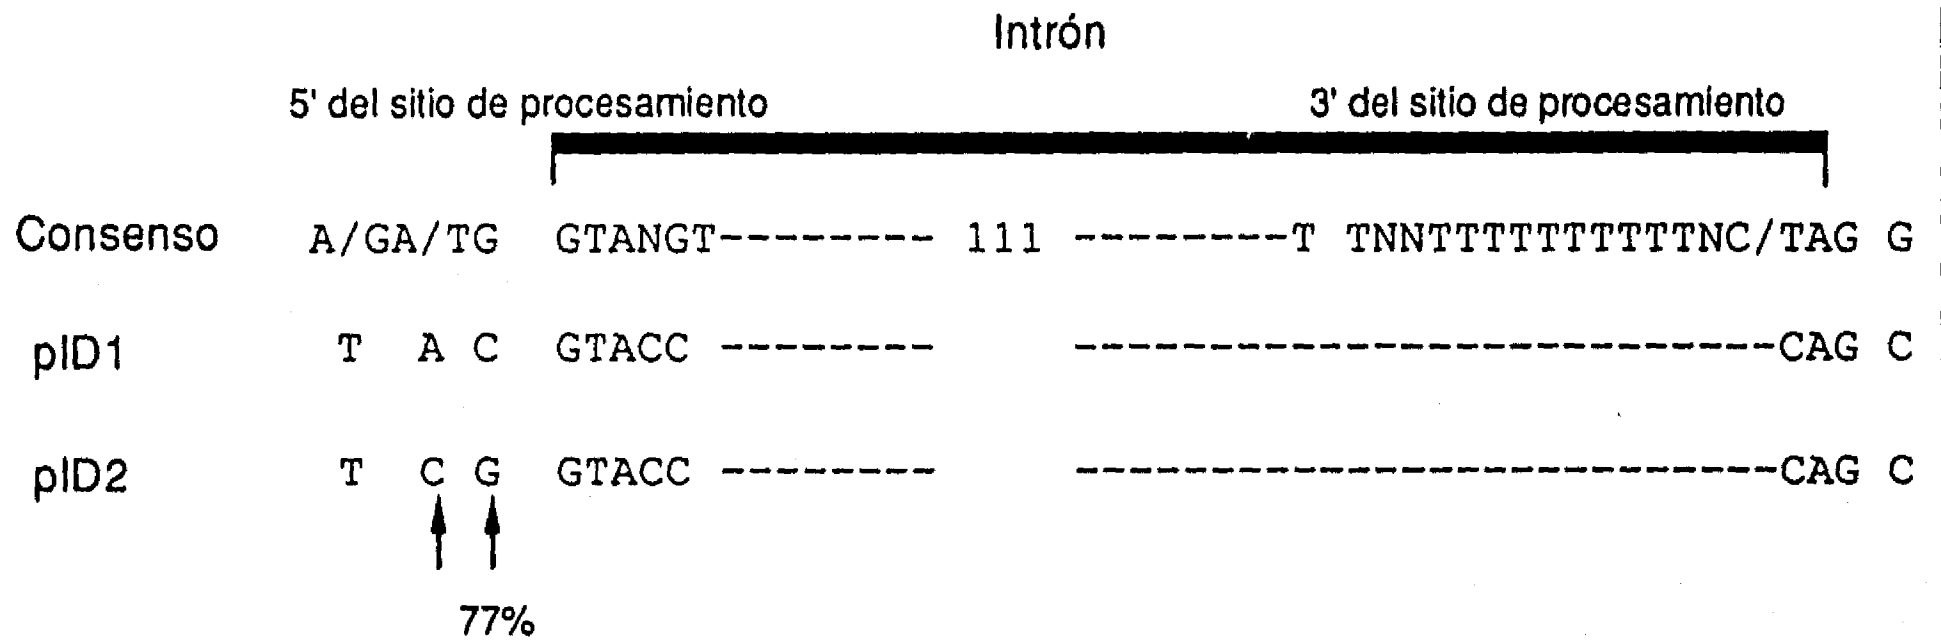 Intrón
5' del sitio de procesamiento 3' del sitio de procesamiento
Consenso A/GA/TG GTANGT-------- 111 --------T TNNTTTTTTTTTTNC/TAG G
pID1 T A C GTACC -------- --------------------------CAG C
pID2 T C G GTACC -------- --------------------------CAG C
77%